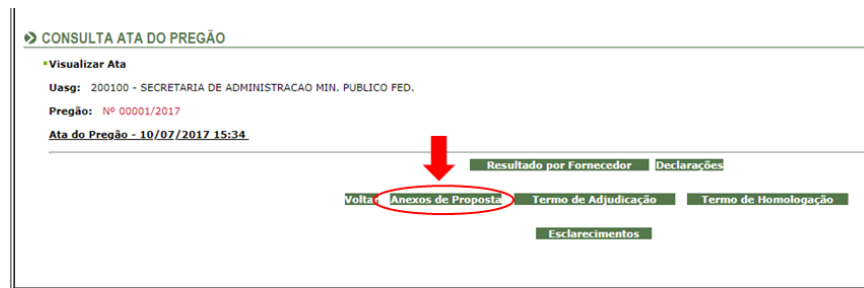 CONSULTA ATA DO PREGÃO
Visualizar Ata
Uasg: 200100 - SECRETARIA DE ADMINISTRACAO MIN. PUBLICO FED.
Pregão: Nº 00001/2017
Ata do Pregão - 10/07/2017 15:34
Resultado por Fornecedor Declarações
Voltar Anexos de Proposta Termo de Adjudicação Termo de Homologação
Esclarecimentos